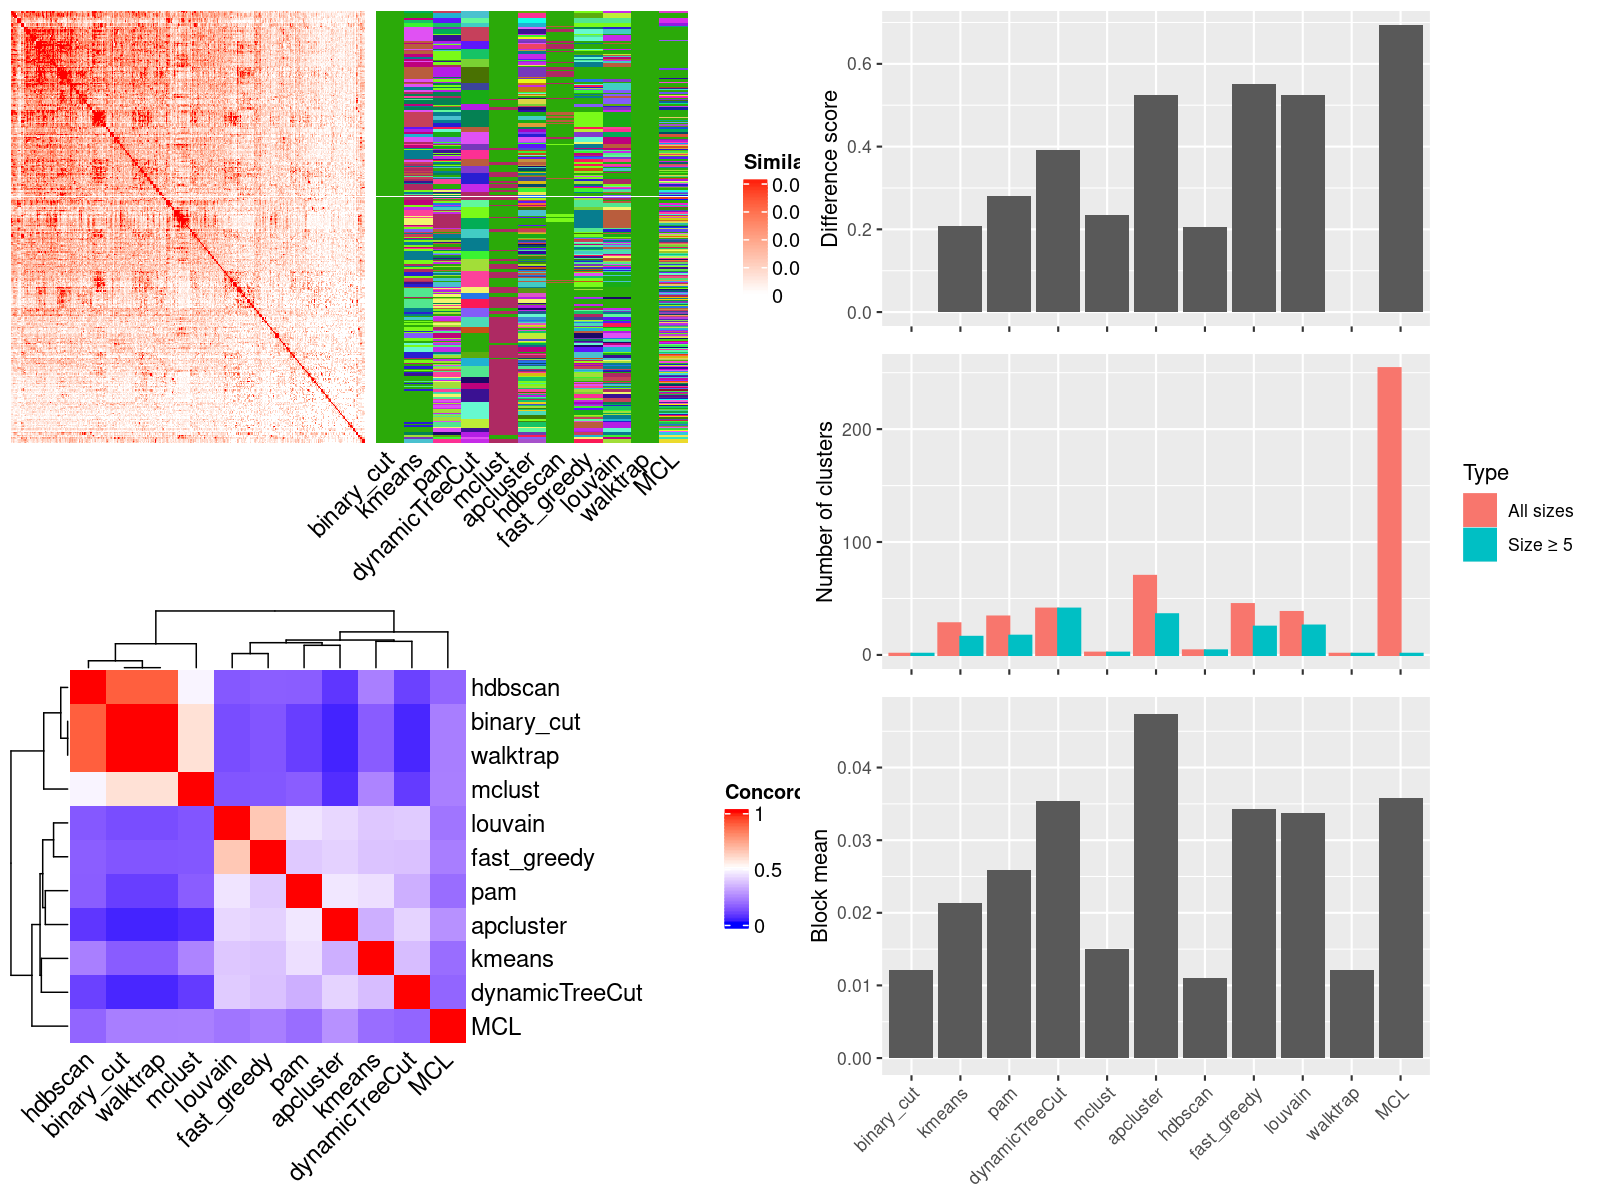 binary_cut
kmeans
pam
dynamicTreeCut
mclust
apcluster
hdbscan
fast_greedy
louvain
walktrap
MCL
Simila
0.0
0.0
0.0
0.0
0
hdbscan
binary_cut
walktrap
mclust
louvain
fast_greedy
pam
apcluster
kmeans
dynamicTreeCut
MCL
hdbscan
binary_cut
walktrap
mclust
louvain
fast_greedy
pam
apcluster
kmeans
dynamicTreeCut
MCL
Concord
1
0.5
0
Difference score
0.6
0.4
0.2
0.0
Number of clusters
200
100
0
Type
All sizes
Size ≥ 5
Block mean
0.04
0.03
0.02
0.01
0.00
binary_cut
kmeans
pam
dynamicTreeCut
mclust
apcluster
hdbscan
fast_greedy
louvain
walktrap
MCL